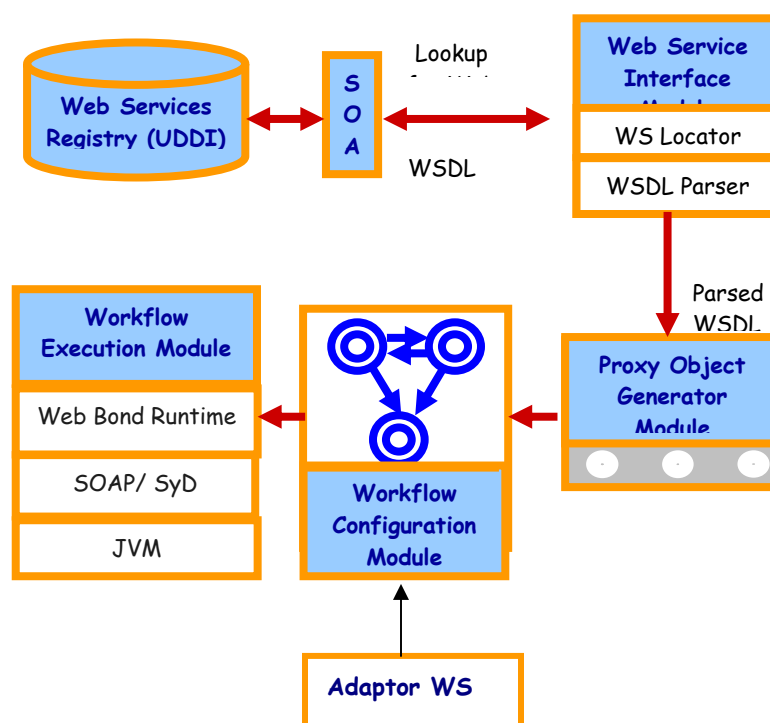 Lookup
Web Services
Registry (UDDI)
S
O
A
WSDL
Web Service
Interface
WS Locator
WSDL Parser
Parsed
WSDL
Workflow
Execution Module
Web Bond Runtime
SOAP/ SyD
JVM
Proxy Object
Generator
Module
Workflow
Configuration
Module
Adaptor WS